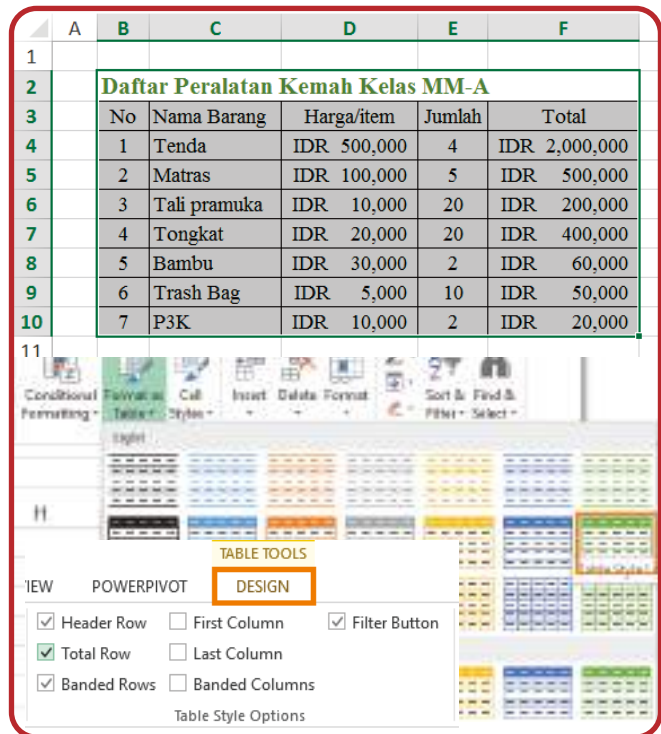 A B C D E F
1
2 Daftar Peralatan Kemah Kelas MM-A
3 No Nama Barang Harga/item Jumlah Total
4 1 Tenda IDR 500,000 4 IDR 2,000,000
5 2 Matras IDR 100,000 5 IDR 500,000
6 3 Tali pramuka IDR 10,000 20 IDR 200,000
7 4 Tongkat IDR 20,000 20 IDR 400,000
8 5 Bambu IDR 30,000 2 IDR 60,000
9 6 Trash Bag IDR 5,000 10 IDR 50,000
10 7 P3K IDR 10,000 2 IDR 20,000
11
Conditional Format as Cell Insert Delete Format Sort & Find &
Formatting Table Styles Filter Select
Light
H
TABLE TOOLS
IEW POWERPIVOT DESIGN
Header Row First Column Filter Button
Total Row Last Column
Banded Rows Banded Columns
Table Style Options